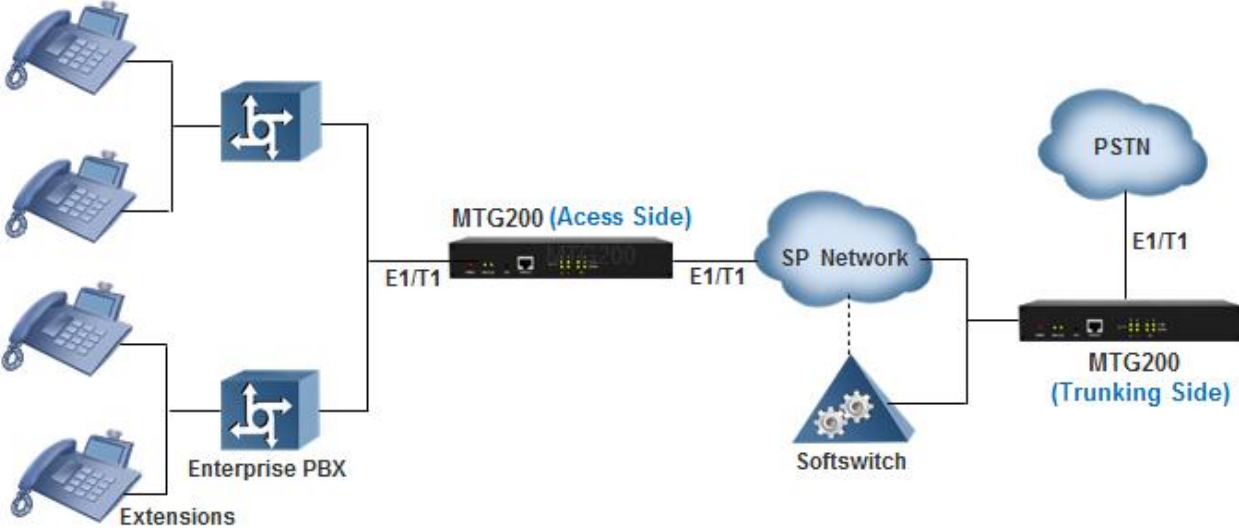 PSTN
MTG200 (Acess Side)
MTG200
E1/T1
E1/T1
SP Network
E1/T1
MTG200
(Trunking Side)
Softswitch
Enterprise PBX
Extensions